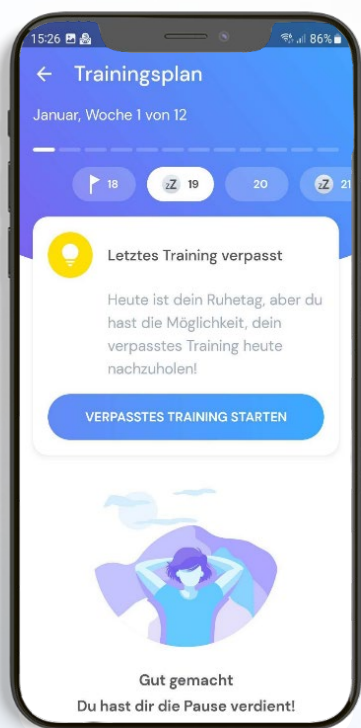 15:26 86%
Trainingsplan
Januar, Woche 1 von 12
18 zZ 19 20 zZ 21
Letztes Training verpasst
Heute ist dein Ruhetag, aber du
hast die Möglichkeit, dein
verpasstes Training heute
nachzuholen!
VERPASSTES TRAINING STARTEN
Gut gemacht
Du hast dir die Pause verdient!